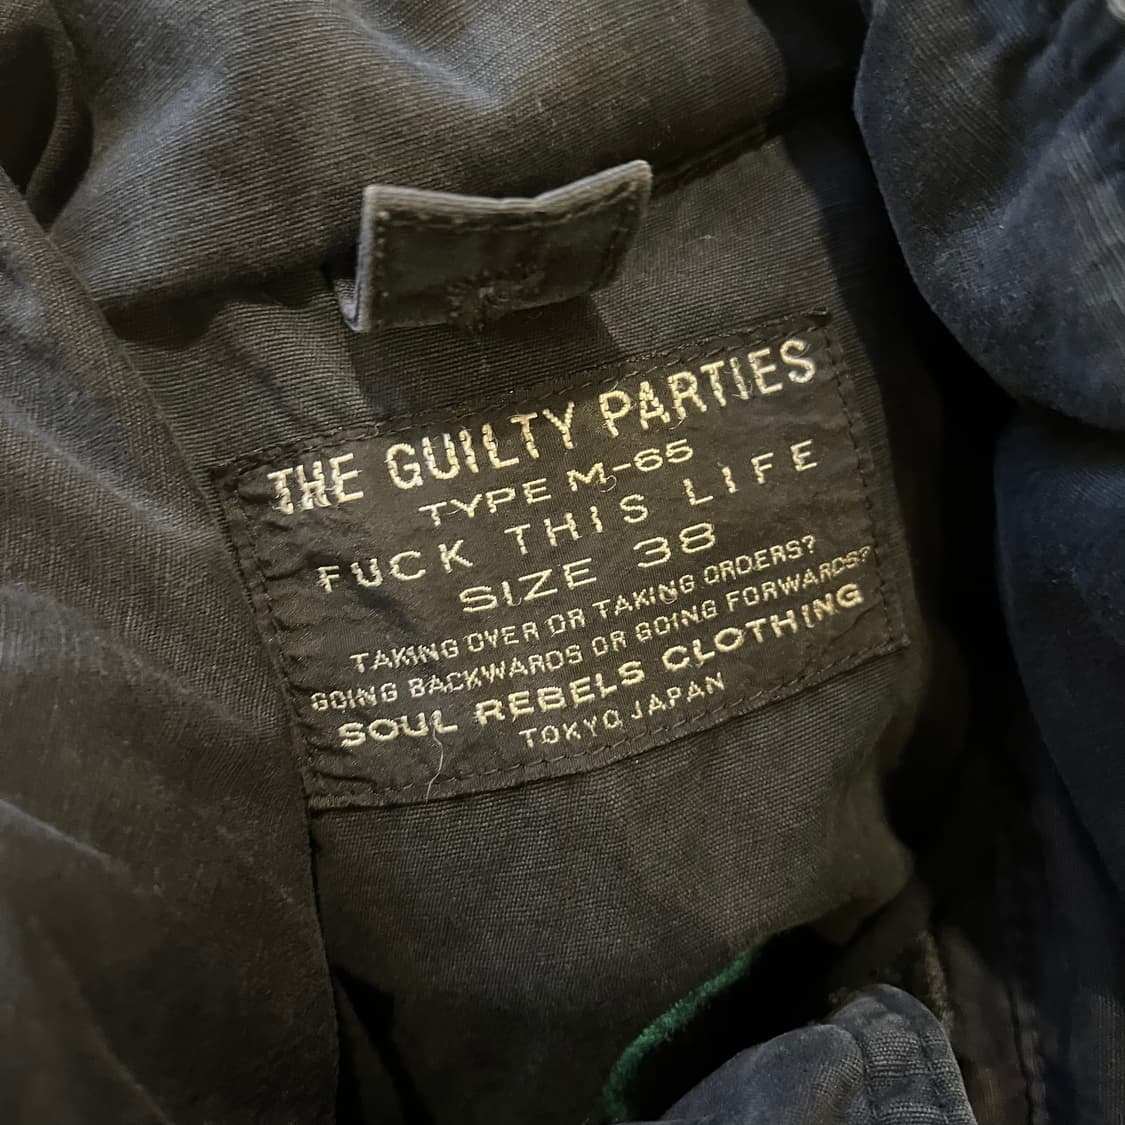 THE GUILTY PARTIES
TYPE M-65
FUCK THIS LIFE
SIZE 38
TAKING OVER OR TAKING ORDERS?
GOING BACKWARDS OR GOING FORWARDS?
SOUL REBELS CLOTHING
TOKYO JAPAN